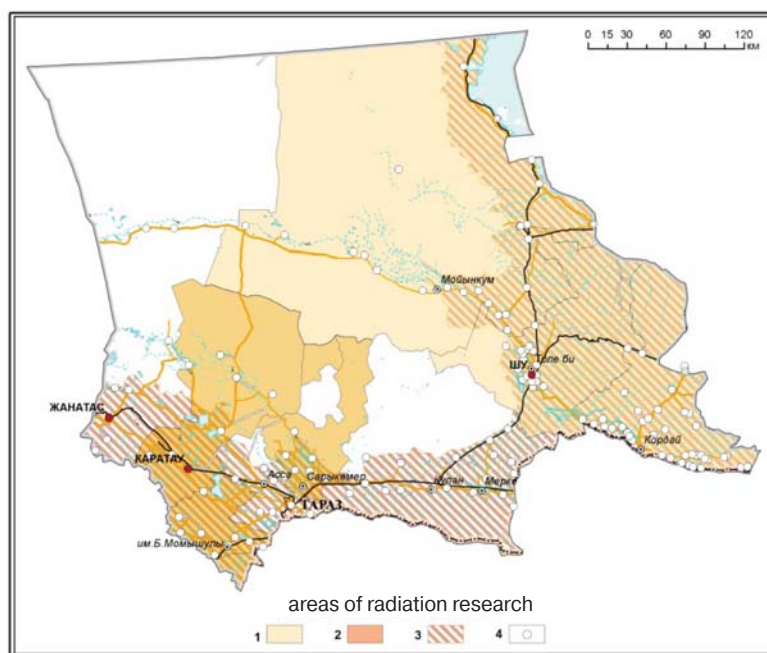 0 15 30 60 90 120
КМ
Мойынкум
ШУ
Толе би
ЖАНАТАС
КАРАТАУ
Кордай
Асса
Сарыкемер
Кулан
Мерке
ТАРАЗ
им.Б.Момышулы
areas of radiation research
1 2 3 4